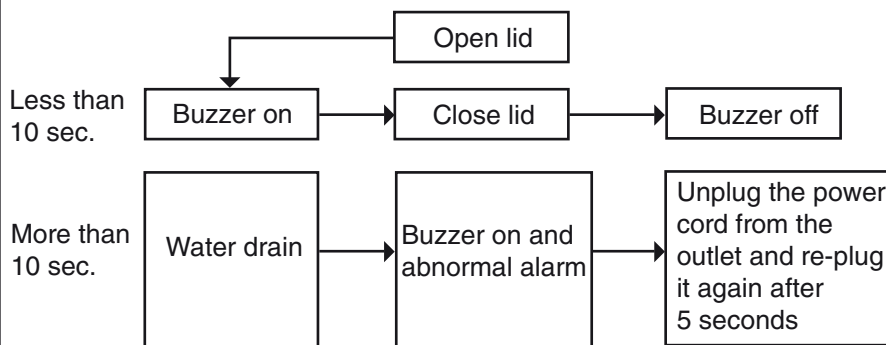 Open lid
Less than
10 sec.
Buzzer on
Close lid
Buzzer off
More than
10 sec.
Water drain
Buzzer on and
abnormal alarm
Unplug the power
cord from the
outlet and re-plug
it again after
5 seconds